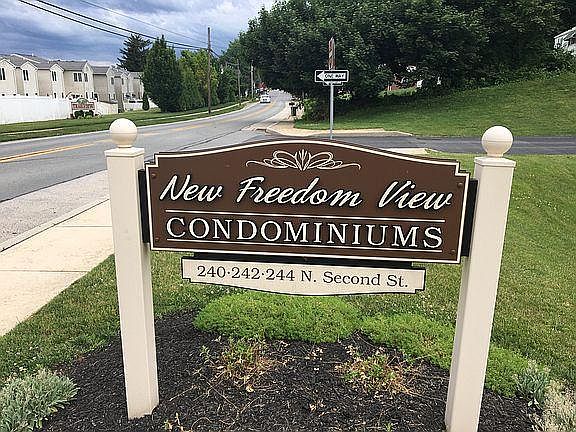 ONE WAY
New Freedom View
CONDOMINIUMS
240·242·244 N. Second St.